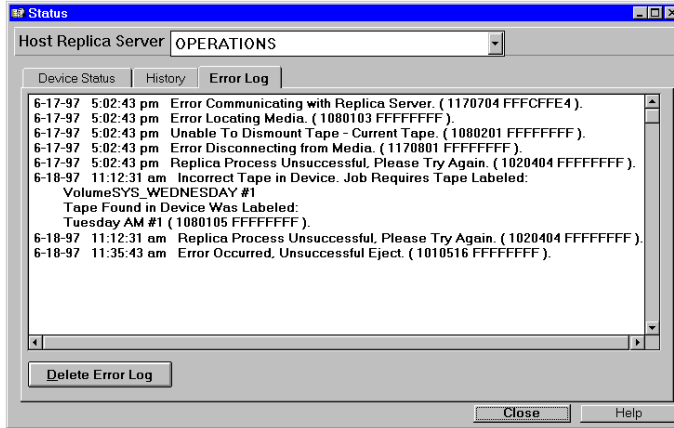 Status
Host Replica Server OPERATIONS
Device Status History Error Log
6-17-97 5:02:43 pm Error Communicating with Replica Server. ( 1170704 FFFCFFE4 ).
6-17-97 5:02:43 pm Error Locating Media. ( 1080103 FFFFFFFF ).
6-17-97 5:02:43 pm Unable To Dismount Tape - Current Tape. ( 1080201 FFFFFFFF ).
6-17-97 5:02:43 pm Error Disconnecting from Media. ( 1170801 FFFFFFFF ).
6-17-97 5:02:43 pm Replica Process Unsuccessful, Please Try Again. ( 1020404 FFFFFFFF ).
6-18-97 11:12:31 am Incorrect Tape in Device. Job Requires Tape Labeled:
VolumeSYS_WEDNESDAY #1
Tape Found in Device Was Labeled:
Tuesday AM #1 ( 1080105 FFFFFFFF ).
6-18-97 11:12:31 am Replica Process Unsuccessful, Please Try Again. ( 1020404 FFFFFFFF ).
6-18-97 11:35:43 am Error Occurred, Unsuccessful Eject. ( 1010516 FFFFFFFF ).
Delete Error Log
Close Help